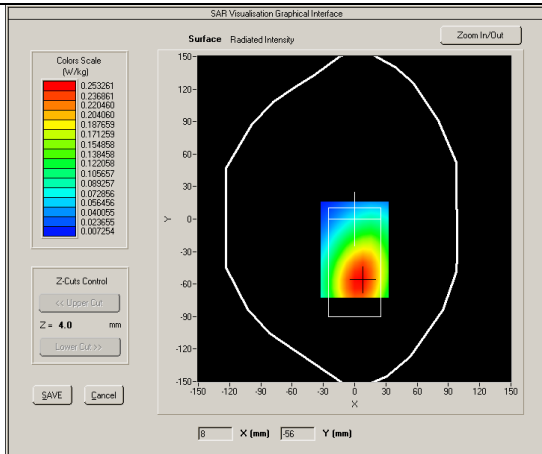 SAR Visualisation Graphical Interface
Surface Radiated Intensity
Zoom In/Out
Colors Scale
(W/kg)
0.253261
0.236861
0.220460
0.204060
0.187659
0.171259
0.154858
0.138458
0.122058
0.105657
0.089257
0.072856
0.056456
0.040055
0.023655
0.007254
Z-Cuts Control
<< Upper Cut
Z = 4.0 mm
Lower Cut >>
SAVE Cancel
150
120
90
60
30
0
-30
-60
-90
-120
-150
Y
-150 -120 -90 -60 -30 0 30 60 90 120 150
X
8 X (mm) -56 Y (mm)